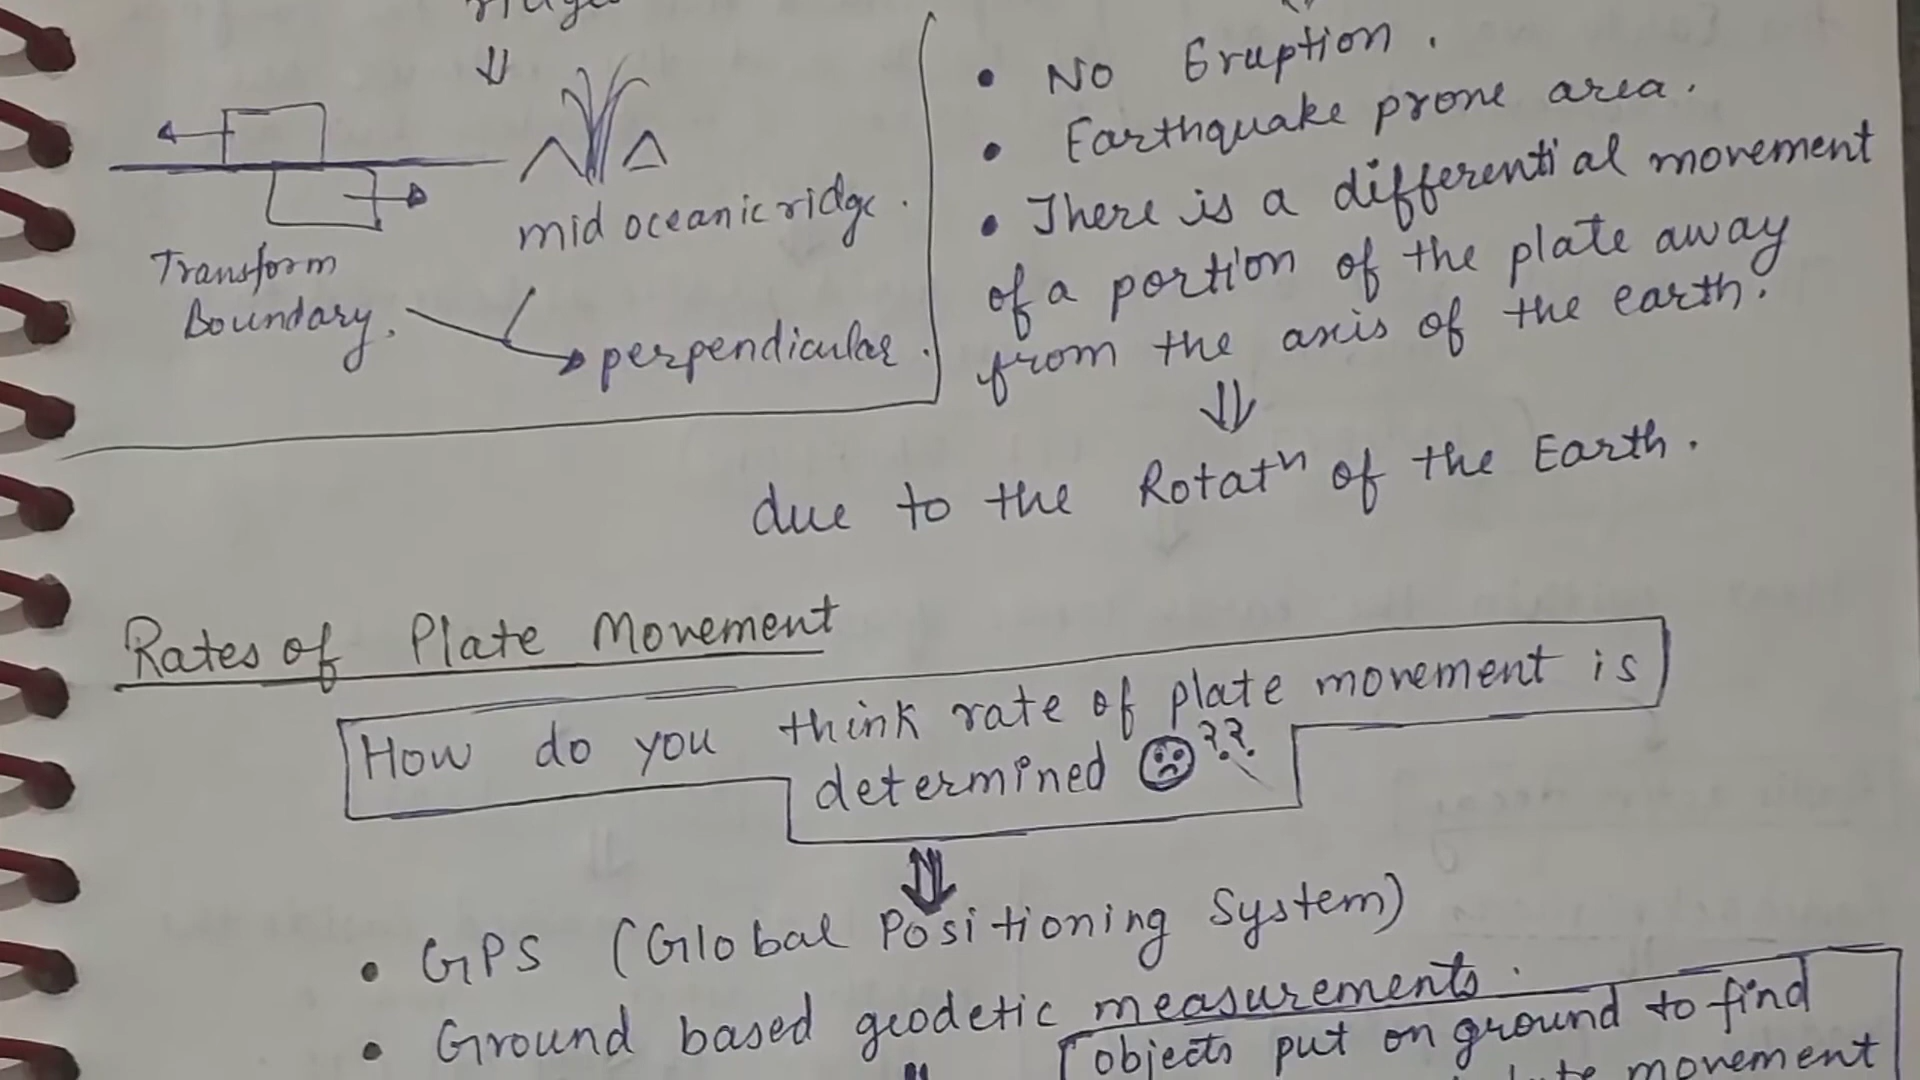 mid oceanic ridge.
Transform
Boundary.
perpendicular.
• No Eruption.
• Earthquake prone area.
• There is a differential movement
of a portion of the plate away
from the axis of the earth.
due to the Rotatⁿ of the Earth.
Rates of Plate Movement
How do you think rate of plate movement is
determined ??
• GPS (Global Positioning System)
• Ground based geodetic measurements.
objects put on ground to find
movement